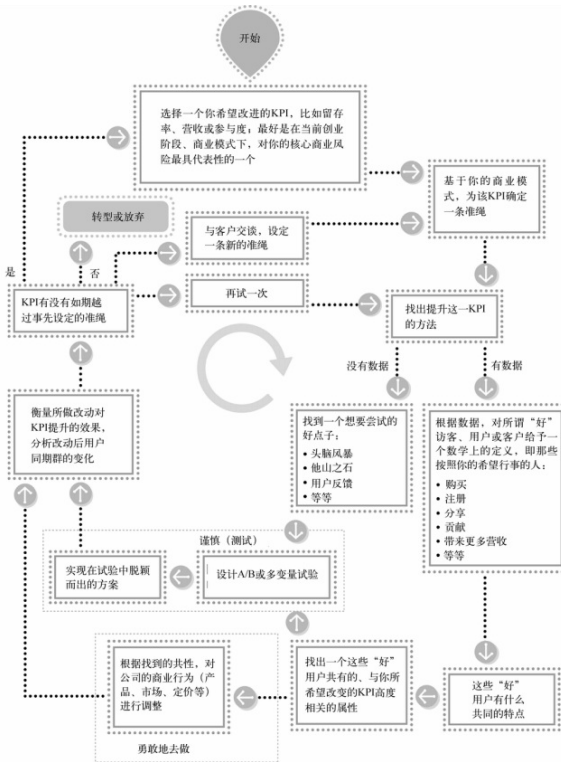 开始
选择一个你希望改进的KPI，比如留存
率、营收或参与度；最好是在当前创业
阶段、商业模式下，对你的核心商业风
险最具代表性的一个
基于你的商业模
式，为该KPI确定
一条准绳
转型或放弃
与客户交谈，设定
一条新的准绳
是
否
KPI有没有如期越
过事先设定的准绳
再试一次
找出提升这一KPI
的方法
没有数据
有数据
衡量所做改动对
KPI提升的效果，
分析改动后用户
同期群的变化
找到一个想要尝试的
好点子：
• 头脑风暴
• 他山之石
• 用户反馈
• 等等
根据数据，对所谓“好”
访客、用户或客户给予一
个数学上的定义，即那些
按照你的希望行事的人：
• 购买
• 注册
• 分享
• 贡献
• 带来更多营收
• 等等
谨慎（测试）
实现在试验中脱颖
而出的方案
设计A/B或多变量试验
根据找到的共性，对
公司的商业行为（产
品、市场、定价等）
进行调整
找出一个这些“好”
用户共有的、与你所
希望改变的KPI高度
相关的属性
这些“好”
用户有什么
共同的特点
勇敢地去做